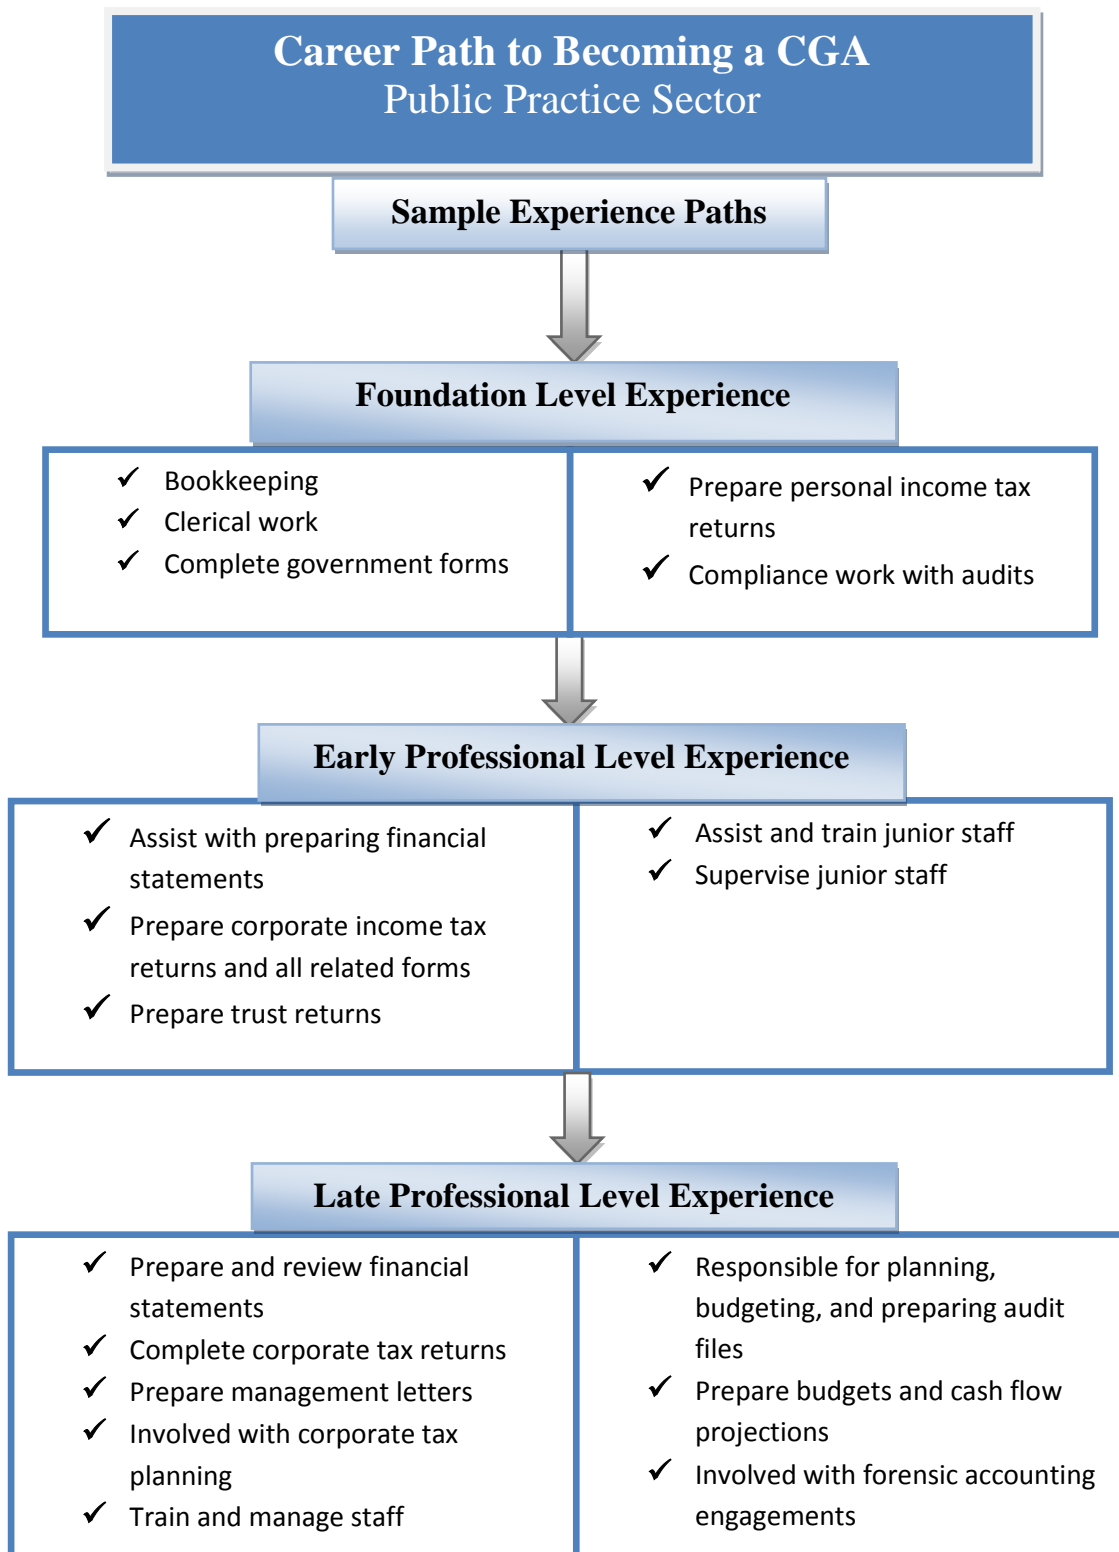 Career Path to Becoming a CGA
Public Practice Sector
Sample Experience Paths
Foundation Level Experience
✓ Bookkeeping
✓ Clerical work
✓ Complete government forms
✓ Prepare personal income tax
returns
✓ Compliance work with audits
Early Professional Level Experience
✓ Assist with preparing financial
statements
✓ Prepare corporate income tax
returns and all related forms
✓ Prepare trust returns
✓ Assist and train junior staff
✓ Supervise junior staff
Late Professional Level Experience
✓ Prepare and review financial
statements
✓ Complete corporate tax returns
✓ Prepare management letters
✓ Involved with corporate tax
planning
✓ Train and manage staff
✓ Responsible for planning,
budgeting, and preparing audit
files
✓ Prepare budgets and cash flow
projections
✓ Involved with forensic accounting
engagements